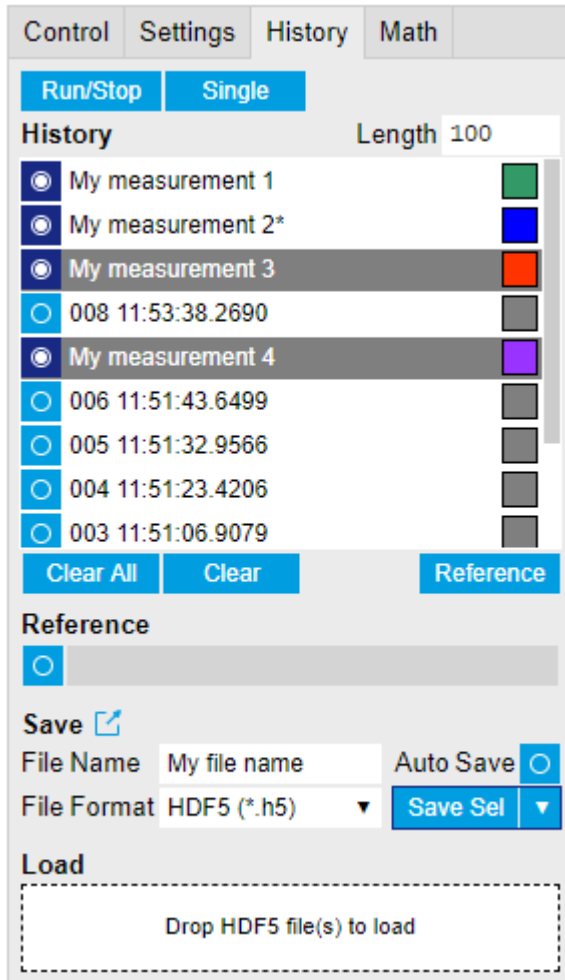 Control Settings History Math
Run/Stop Single
History Length 100
My measurement 1
My measurement 2*
My measurement 3
008 11:53:38.2690
My measurement 4
006 11:51:43.6499
005 11:51:32.9566
004 11:51:23.4206
003 11:51:06.9079
Clear All Clear Reference
Reference
Save
File Name My file name Auto Save
File Format HDF5 (*.h5) ▼ Save Sel ▼
Load
Drop HDF5 file(s) to load